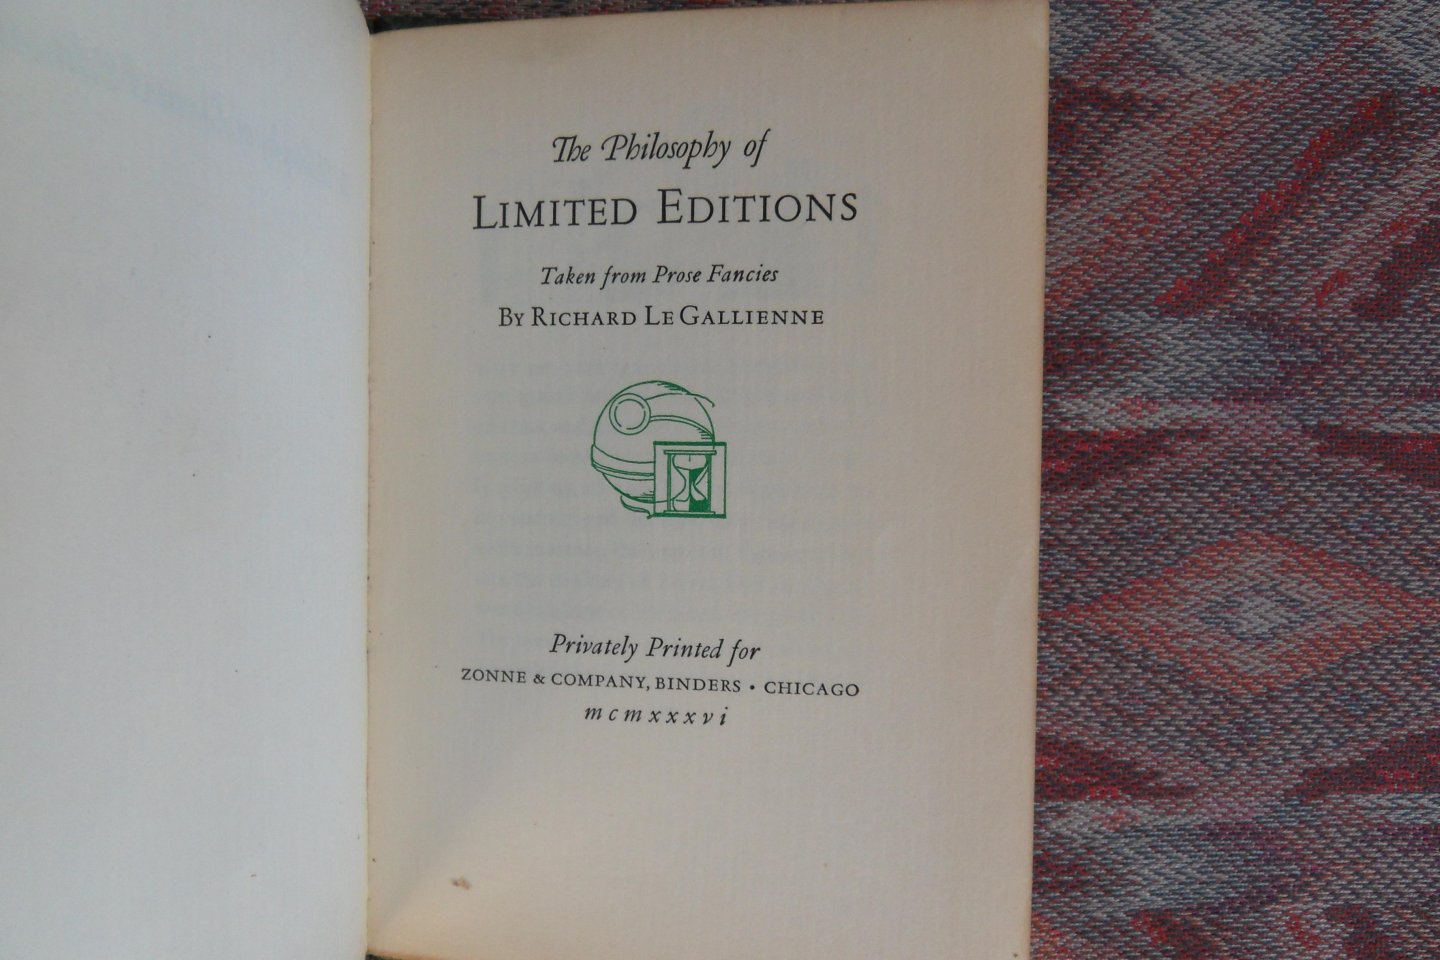 The Philosophy of
LIMITED EDITIONS
Taken from Prose Fancies
BY RICHARD LE GALLIENNE
Privately Printed for
ZONNE & COMPANY, BINDERS • CHICAGO
mcmxxxvi